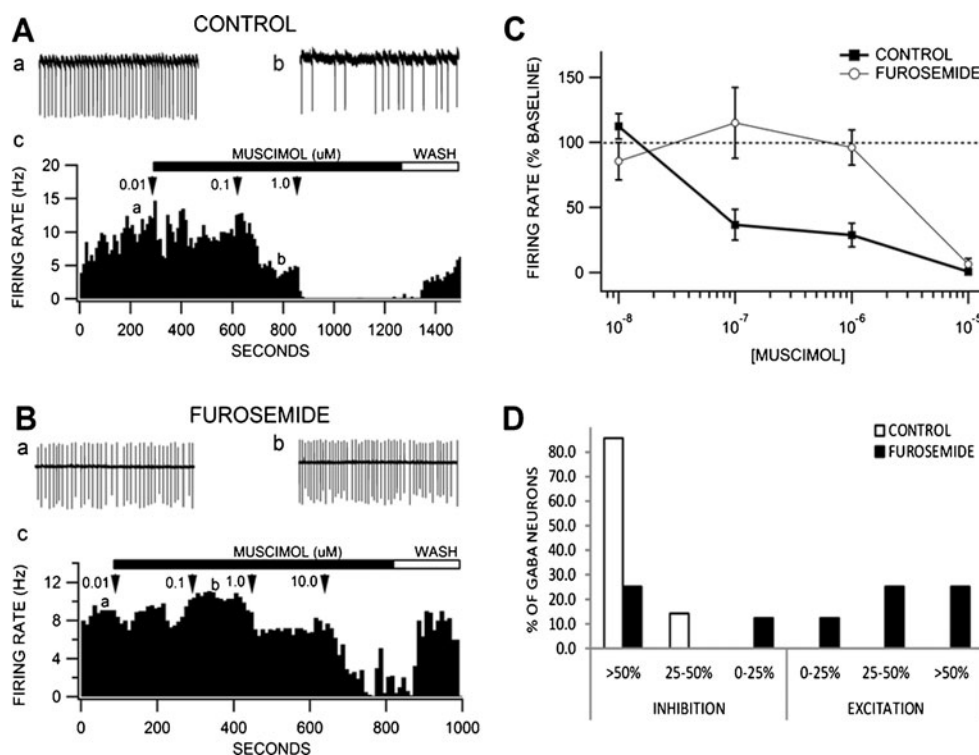 A
CONTROL
a
b
c
MUSCIMOL (uM)
WASH
0.01
0.1
1.0
a
b
FIRING RATE (Hz)
20
15
10
5
0
0 200 400 600 800 1000 1200 1400
SECONDS
B
FUROSEMIDE
a
b
c
MUSCIMOL (uM)
WASH
0.01
0.1
1.0
10.0
a
b
FIRING RATE (Hz)
12
8
4
0
0 200 400 600 800 1000
SECONDS
C
CONTROL
FUROSEMIDE
FIRING RATE (% BASELINE)
150
100
50
0
10-8 10-7 10-6 10-5
[MUSCIMOL]
D
CONTROL
FUROSEMIDE
% OF GABA NEURONS
80.0
70.0
60.0
50.0
40.0
30.0
20.0
10.0
0.0
>50% 25-50% 0-25% 0-25% 25-50% >50%
INHIBITION EXCITATION